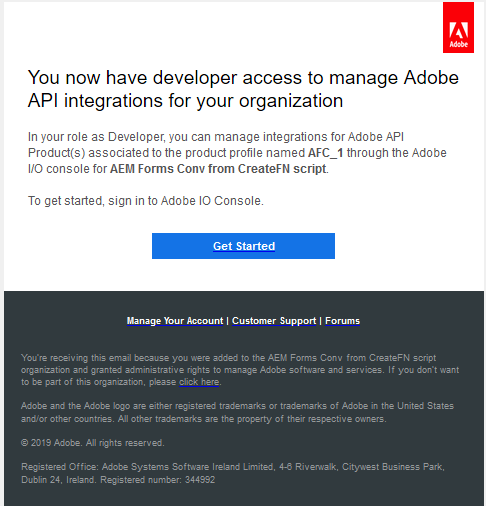 Adobe
You now have developer access to manage Adobe
API integrations for your organization
In your role as Developer, you can manage integrations for Adobe API
Product(s) associated to the product profile named AFC_1 through the Adobe
I/O console for AEM Forms Conv from CreateFN script.
To get started, sign in to Adobe IO Console.
Get Started
Manage Your Account | Customer Support | Forums
You're receiving this email because you were added to the AEM Forms Conv from CreateFN script
organization and granted administrative rights to manage Adobe software and services. If you don't want
to be part of this organization, please click here.
Adobe and the Adobe logo are either registered trademarks or trademarks of Adobe in the United States
and/or other countries. All other trademarks are the property of their respective owners.
© 2019 Adobe. All rights reserved.
Registered Office: Adobe Systems Software Ireland Limited, 4-6 Riverwalk, Citywest Business Park,
Dublin 24, Ireland. Registered number: 344992